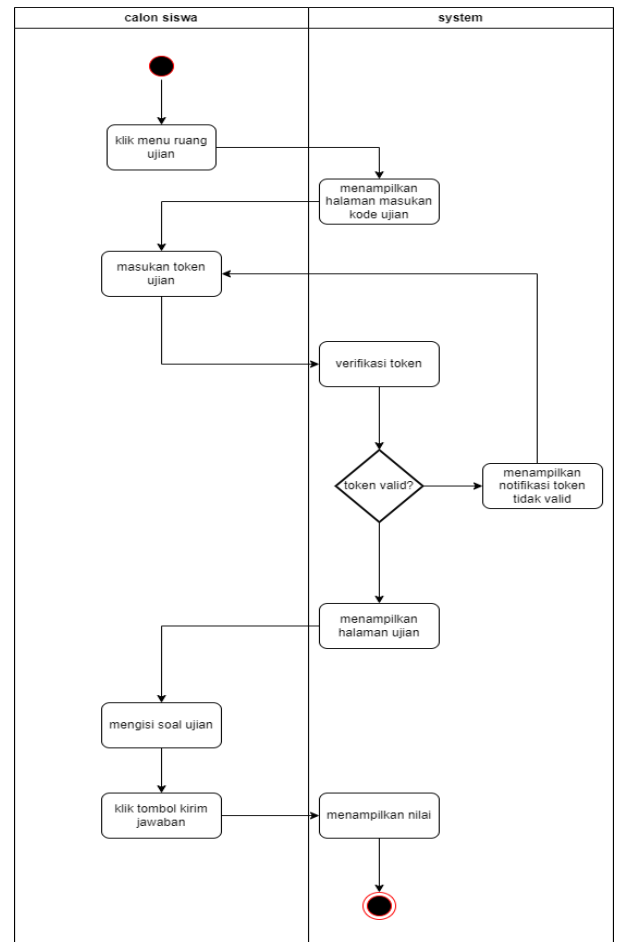 calon siswa
system
klik menu ruang
ujian
menampilkan
halaman masukan
kode ujian
masukan token
ujian
verifikasi token
token valid?
menampilkan
notifikasi token
tidak valid
menampilkan
halaman ujian
mengisi soal ujian
klik tombol kirim
jawaban
menampilkan nilai